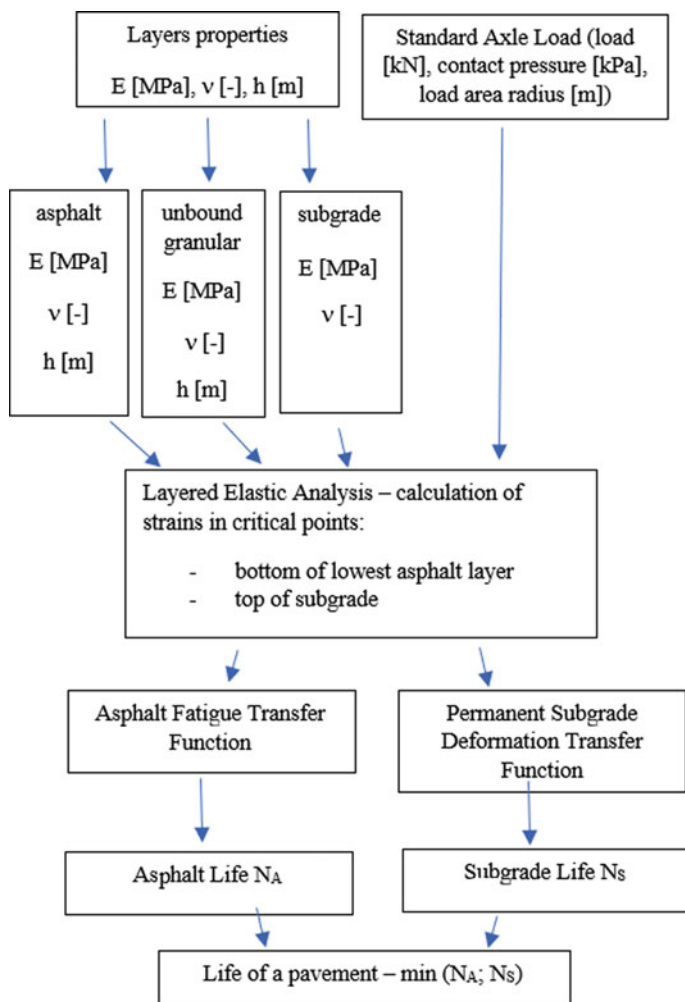 Layers properties
E [MPa], ν [-], h [m]
Standard Axle Load (load
[kN], contact pressure [kPa],
load area radius [m])
asphalt
E [MPa]
ν [-]
h [m]
unbound
granular
E [MPa]
ν [-]
h [m]
subgrade
E [MPa]
ν [-]
Layered Elastic Analysis – calculation of
strains in critical points:
- bottom of lowest asphalt layer
- top of subgrade
Asphalt Fatigue Transfer
Function
Permanent Subgrade
Deformation Transfer
Function
Asphalt Life NA
Subgrade Life NS
Life of a pavement – min (NA; NS)